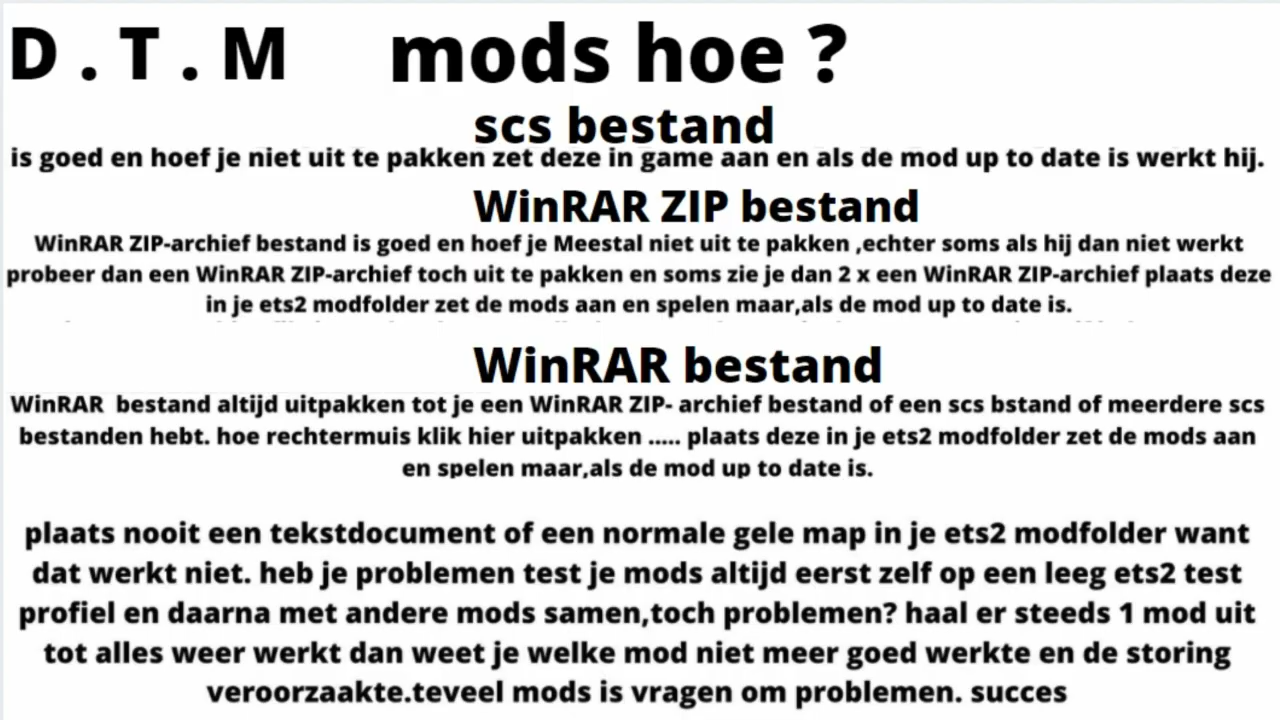 D . T . M mods hoe ?
scs bestand
is goed en hoef je niet uit te pakken zet deze in game aan en als de mod up to date is werkt hij.
WinRAR ZIP bestand
WinRAR ZIP-archief bestand is goed en hoef je Meestal niet uit te pakken ,echter soms als hij dan niet werkt
probeer dan een WinRAR ZIP-archief toch uit te pakken en soms zie je dan 2 x een WinRAR ZIP-archief plaats deze
in je ets2 modfolder zet de mods aan en spelen maar,als de mod up to date is.
WinRAR bestand
WinRAR bestand altijd uitpakken tot je een WinRAR ZIP- archief bestand of een scs bstand of meerdere scs
bestanden hebt. hoe rechtermuis klik hier uitpakken ..... plaats deze in je ets2 modfolder zet de mods aan
en spelen maar,als de mod up to date is.
plaats nooit een tekstdocument of een normale gele map in je ets2 modfolder want
dat werkt niet. heb je problemen test je mods altijd eerst zelf op een leeg ets2 test
profiel en daarna met andere mods samen,toch problemen? haal er steeds 1 mod uit
tot alles weer werkt dan weet je welke mod niet meer goed werkte en de storing
veroorzaakte.teveel mods is vragen om problemen. succes